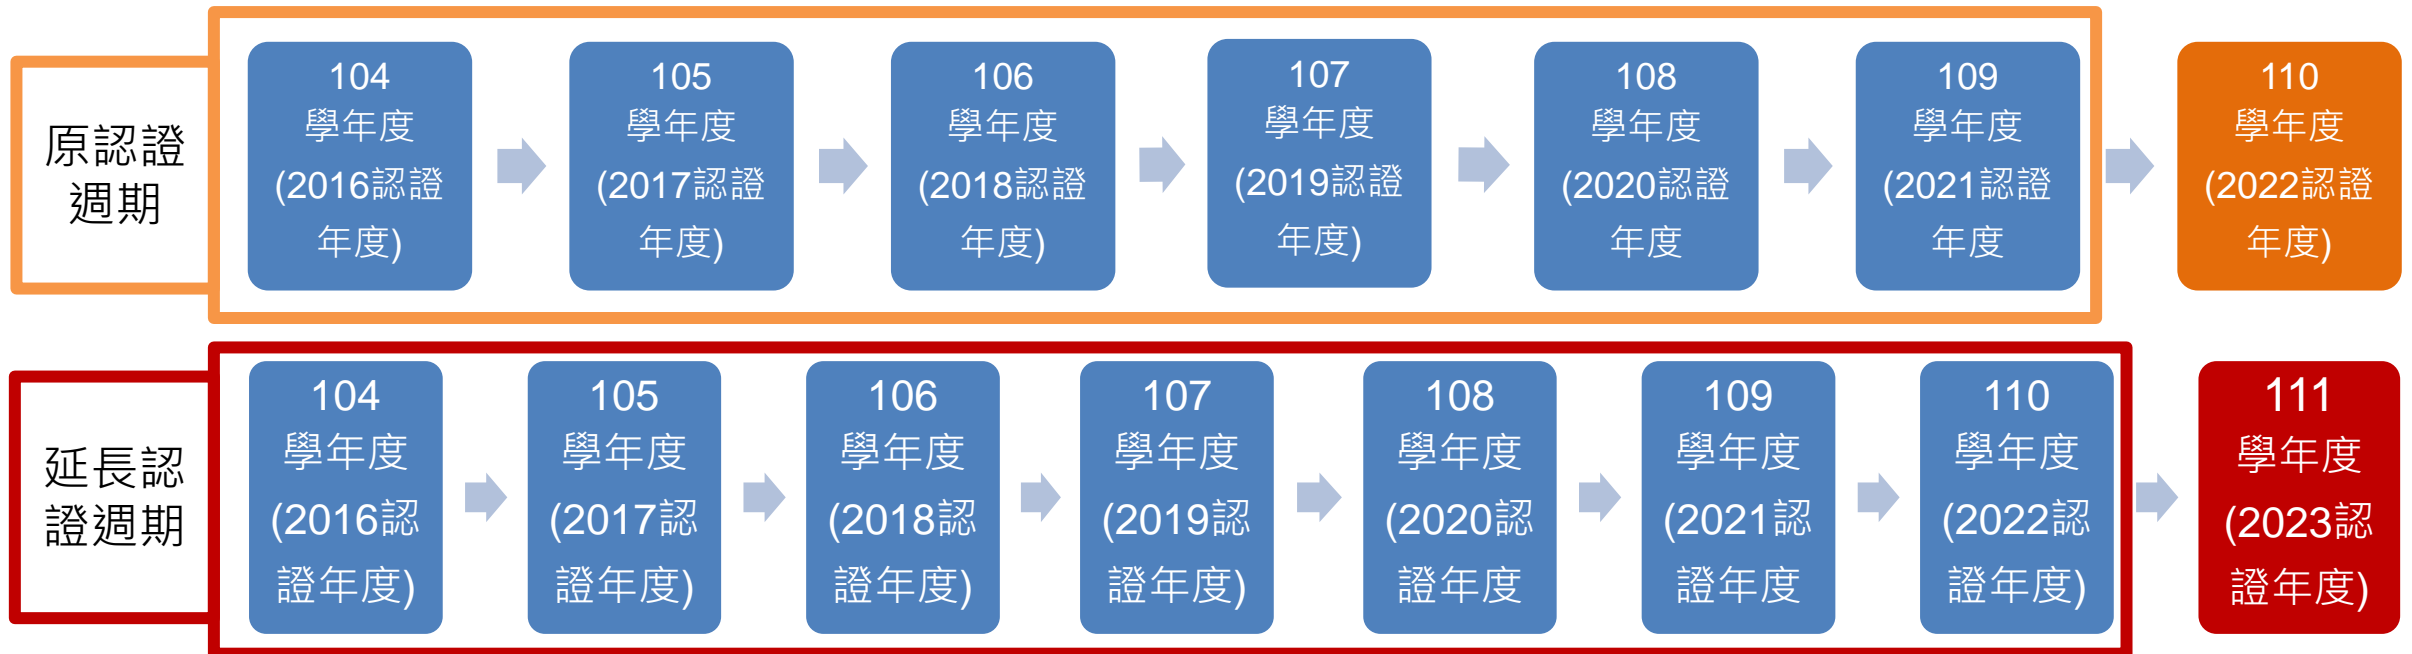 原認證
週期
104
學年度
(2016認證
年度)
105
學年度
(2017認證
年度)
106
學年度
(2018認證
年度)
107
學年度
(2019認證
年度)
108
學年度
(2020認證
年度
109
學年度
(2021認證
年度
110
學年度
(2022認證
年度)
延長認
證週期
104
學年度
(2016認
證年度)
105
學年度
(2017認
證年度)
106
學年度
(2018認
證年度)
107
學年度
(2019認
證年度)
108
學年度
(2020認
證年度
109
學年度
(2021認
證年度
110
學年度
(2022認
證年度)
111
學年度
(2023認
證年度)